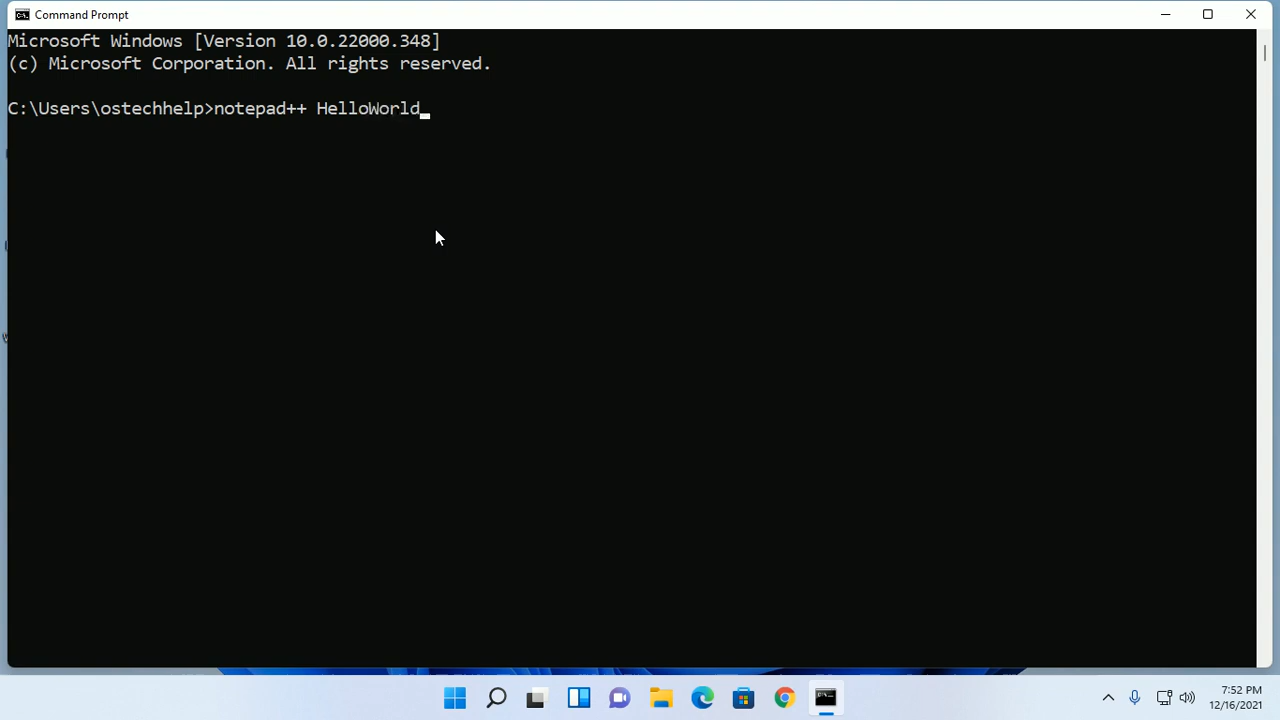 Command Prompt
Microsoft Windows [Version 10.0.22000.348]
(c) Microsoft Corporation. All rights reserved.
C:\Users\ostechhelp>notepad++ HelloWorld_
7:52 PM
12/16/2021